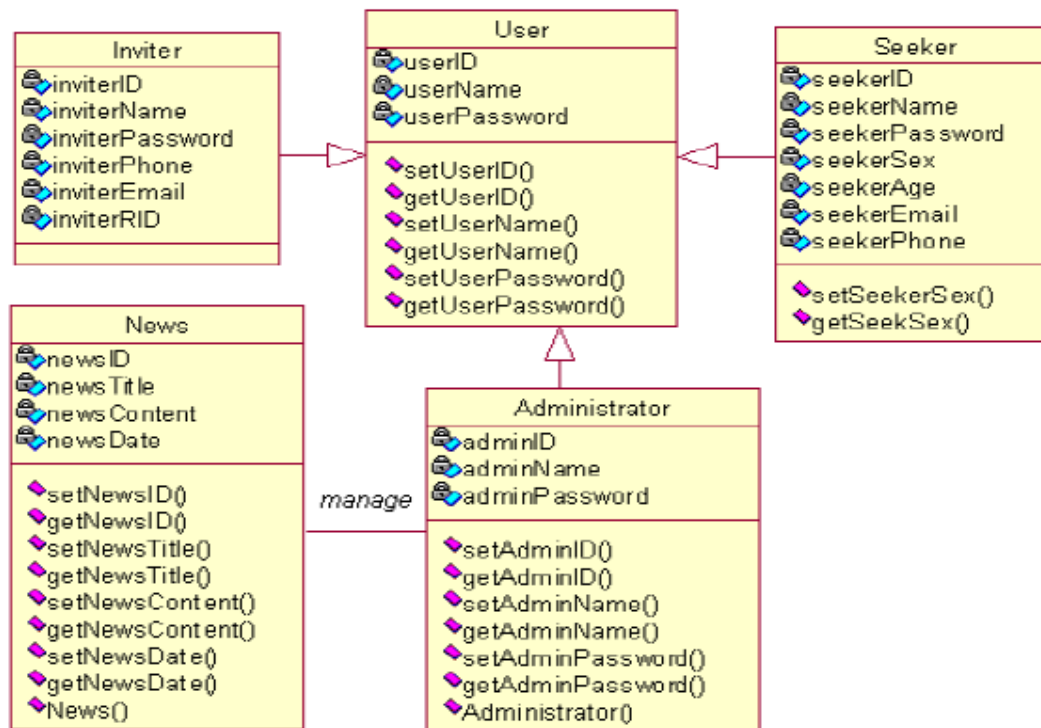 Inviter
inviterID
inviterName
inviterPassword
inviterPhone
inviterEmail
inviterRID
User
userID
userName
userPassword
setUserID()
getUserID()
setUserName()
getUserName()
setUserPassword()
getUserPassword()
Seeker
seekerID
seekerName
seekerPassword
seekerSex
seekerAge
seekerEmail
seekerPhone
setSeekerSex()
getSeekSex()
News
newsID
newsTitle
newsContent
newsDate
setNewsID()
getNewsID()
setNewsTitle()
getNewsTitle()
setNewsContent()
getNewsContent()
setNewsDate()
getNewsDate()
News()
manage
Administrator
adminID
adminName
adminPassword
setAdminID()
getAdminID()
setAdminName()
getAdminName()
setAdminPassword()
getAdminPassword()
Administrator()